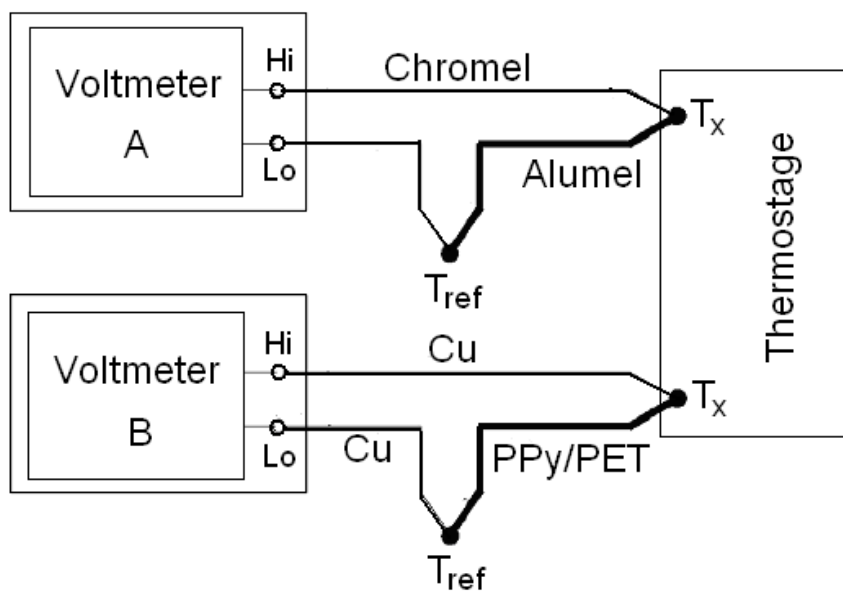 Voltmeter
A
Hi
Lo
Chromel
Alumel
Tx
Tref
Thermostage
Voltmeter
B
Hi
Lo
Cu
Cu
PPy/PET
Tx
Tref